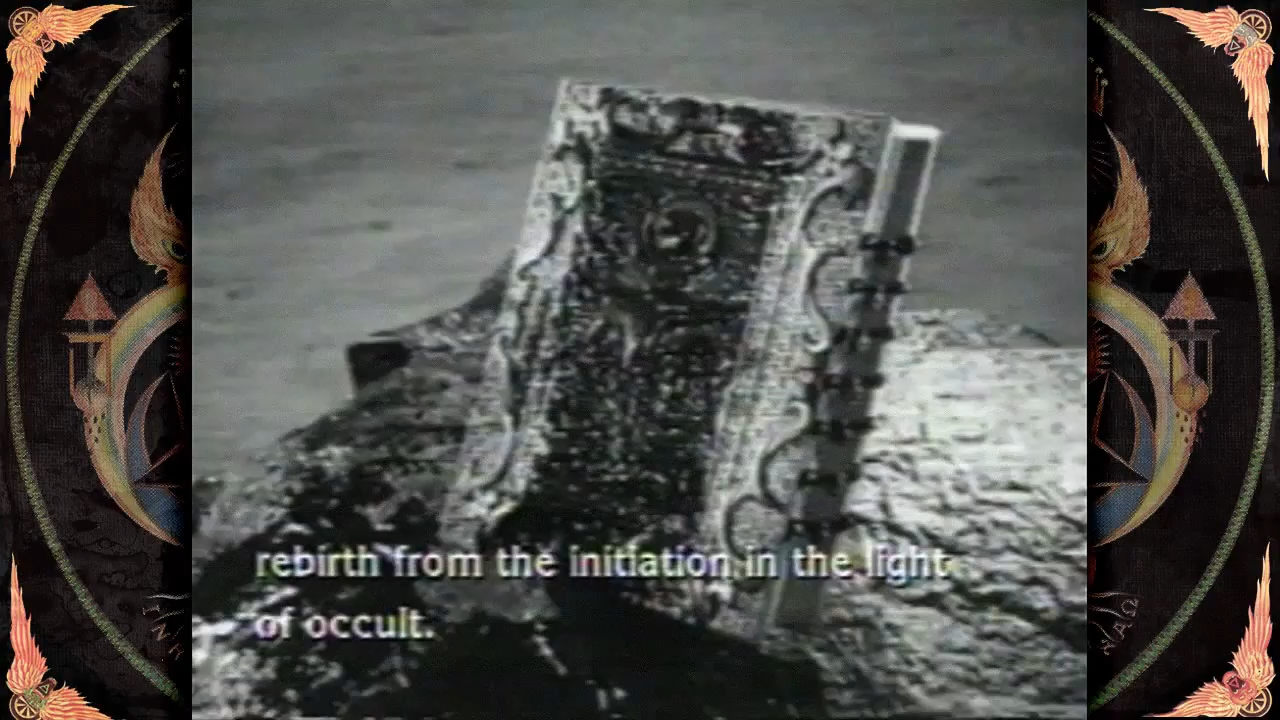 rebirth from the initiation in the light
of occult.